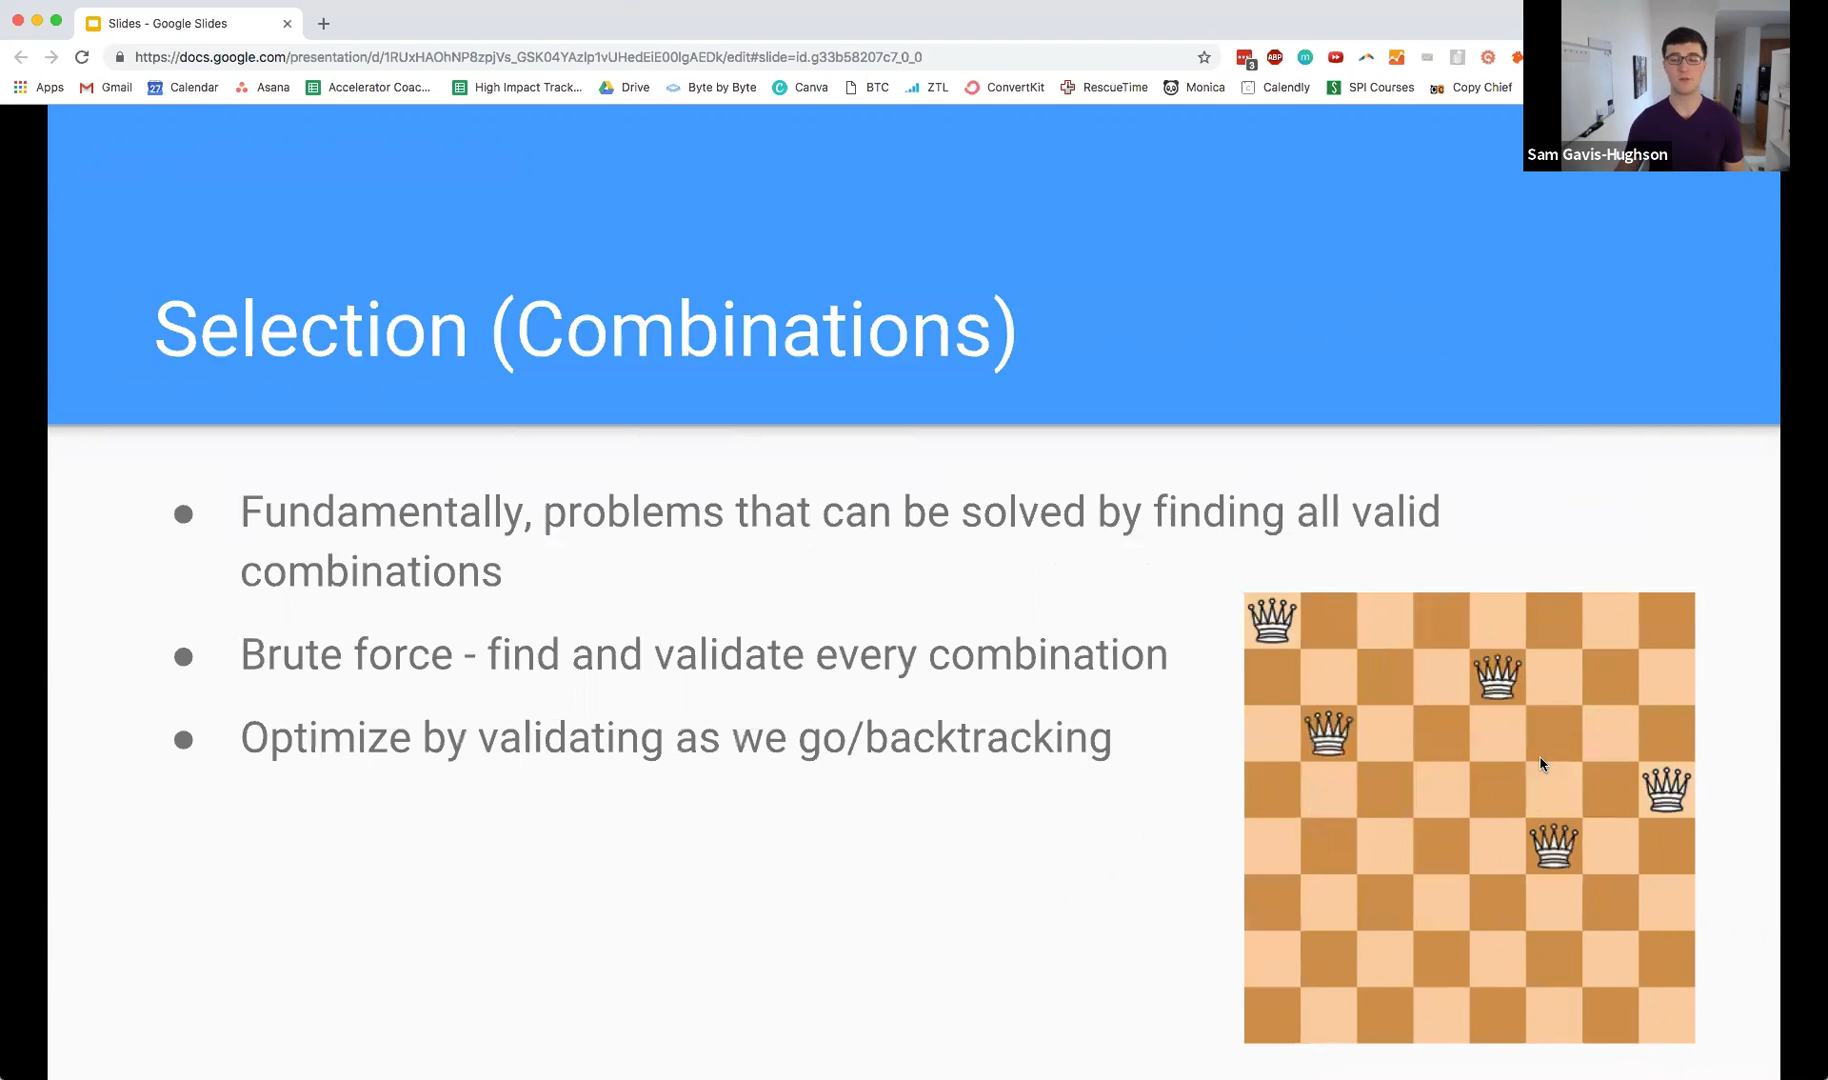 Slides - Google Slides
https://docs.google.com/presentation/d/1RUxHAOhNP8zpjVs_GSK04YAzlp1vUHedEiE00lgAEDk/edit#slide=id.g33b58207c7_0_0
3
ABP
m
Apps
Gmail
27
Calendar
Asana
Accelerator Coac...
High Impact Track...
Drive
Byte by Byte
Canva
BTC
ZTL
ConvertKit
RescueTime
Monica
Calendly
SPI Courses
Copy Chief
Sam Gavis-Hughson
Selection (Combinations)
● Fundamentally, problems that can be solved by finding all valid
combinations
● Brute force - find and validate every combination
● Optimize by validating as we go/backtracking